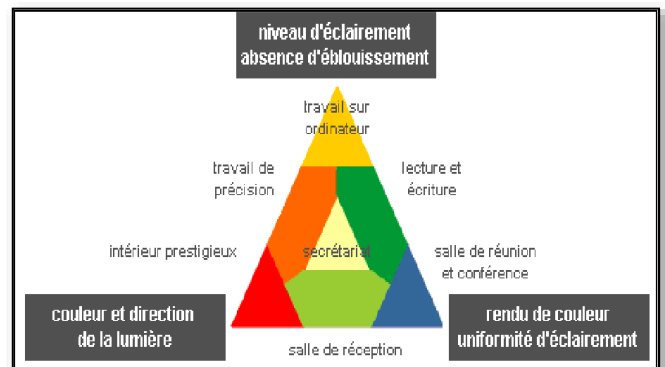 niveau d'éclairement
absence d'éblouissement
travail sur
ordinateur
travail de
précision
lecture et
écriture
intérieur prestigieux
secrétariat
salle de réunion
et conférence
couleur et direction
de la lumière
rendu de couleur
uniformité d'éclairement
salle de réception